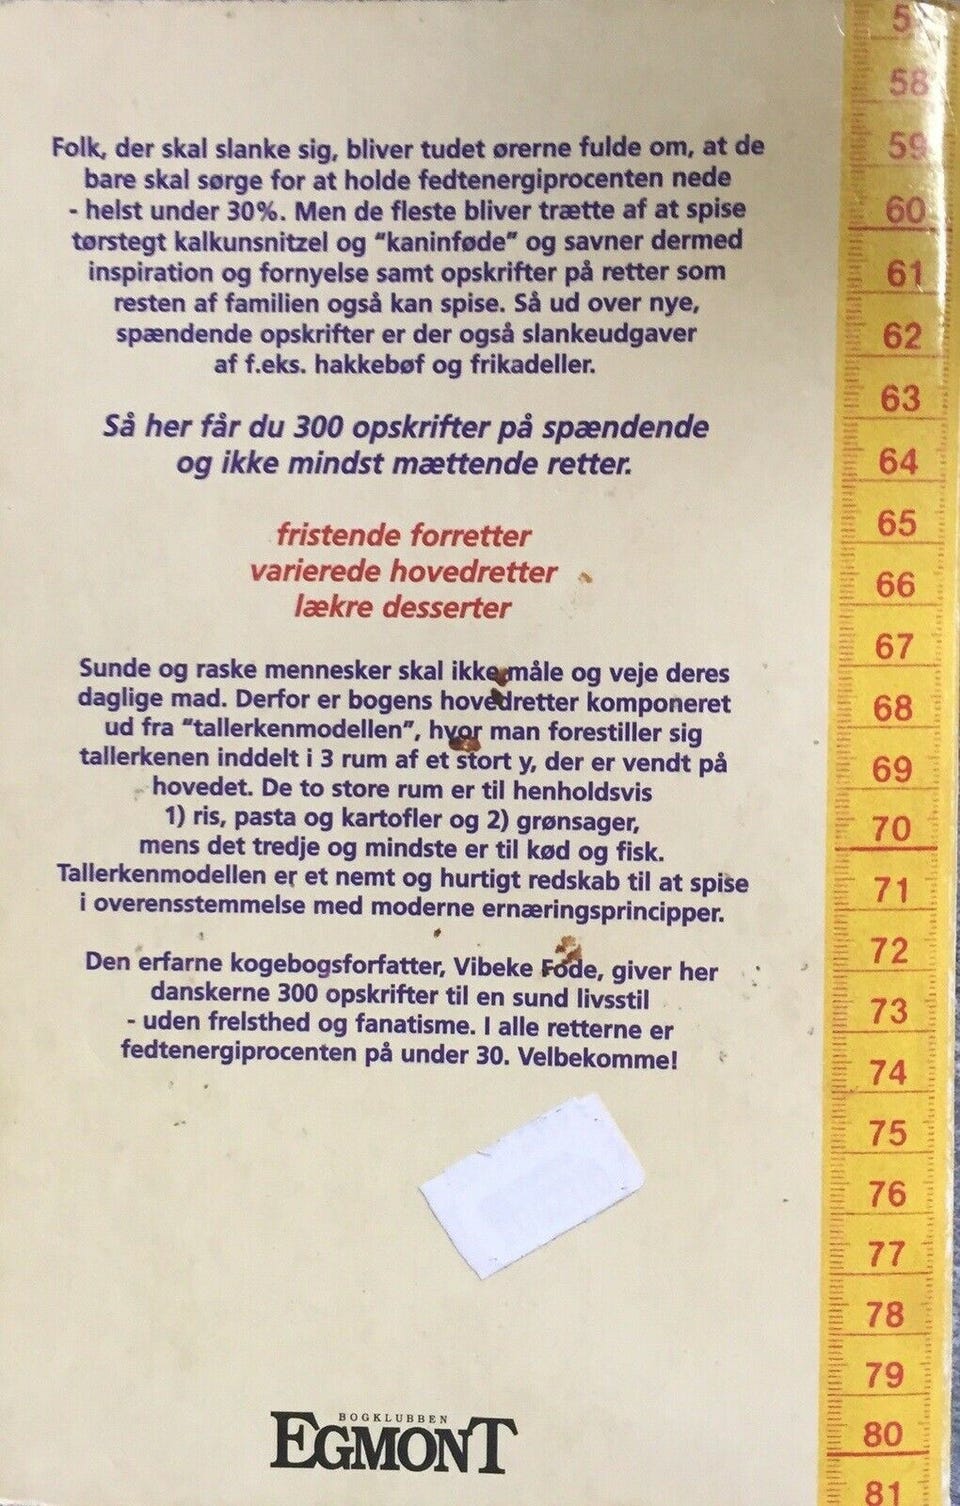 Folk, der skal slanke sig, bliver tudet ørerne fulde om, at de
bare skal sørge for at holde fedtenergiprocenten nede
- helst under 30%. Men de fleste bliver trætte af at spise
tørstegt kalkunsnitzel og "kaninføde" og savner dermed
inspiration og fornyelse samt opskrifter på retter som
resten af familien også kan spise. Så ud over nye,
spændende opskrifter er der også slankeudgaver
af f.eks. hakkebøf og frikadeller.
Så her får du 300 opskrifter på spændende
og ikke mindst mættende retter.
fristende forretter
varierede hovedretter
lækre desserter
Sunde og raske mennesker skal ikke måle og veje deres
daglige mad. Derfor er bogens hovedretter komponeret
ud fra "tallerkenmodellen", hvor man forestiller sig
tallerkenen inddelt i 3 rum af et stort y, der er vendt på
hovedet. De to store rum er til henholdsvis
1) ris, pasta og kartofler og 2) grønsager,
mens det tredje og mindste er til kød og fisk.
Tallerkenmodellen er et nemt og hurtigt redskab til at spise
i overensstemmelse med moderne ernæringsprincipper.
Den erfarne kogebogsforfatter, Vibeke Fode, giver her
danskerne 300 opskrifter til en sund livsstil
- uden frelsthed og fanatisme. I alle retterne er
fedtenergiprocenten på under 30. Velbekomme!
BOGKLUBBEN
EGMONT
58
59
60
61
62
63
64
65
66
67
68
69
70
71
72
73
74
75
76
77
78
79
80
81